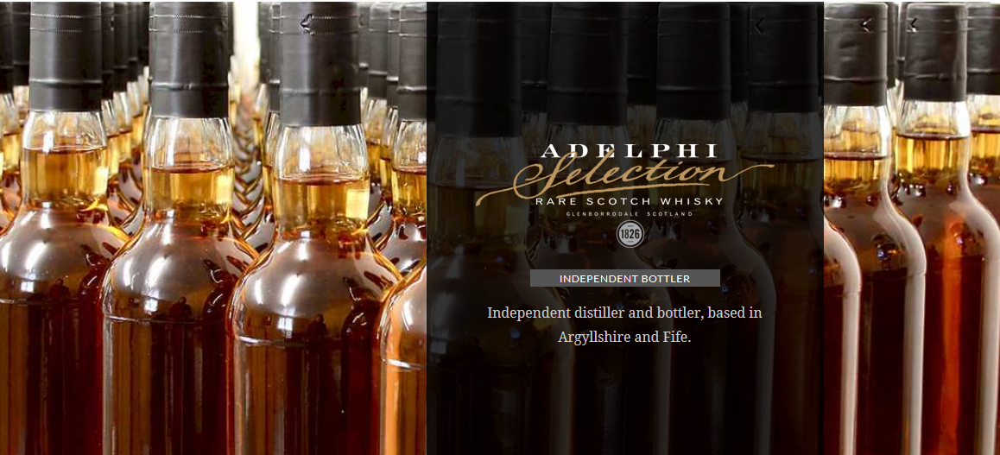 ADELPHI
Selection
RARE SCOTCH WHISKY
GLENBORRODALE SCOTLAND
1826
INDEPENDENT BOTTLER
Independent distiller and bottler, based in
Argyllshire and Fife.